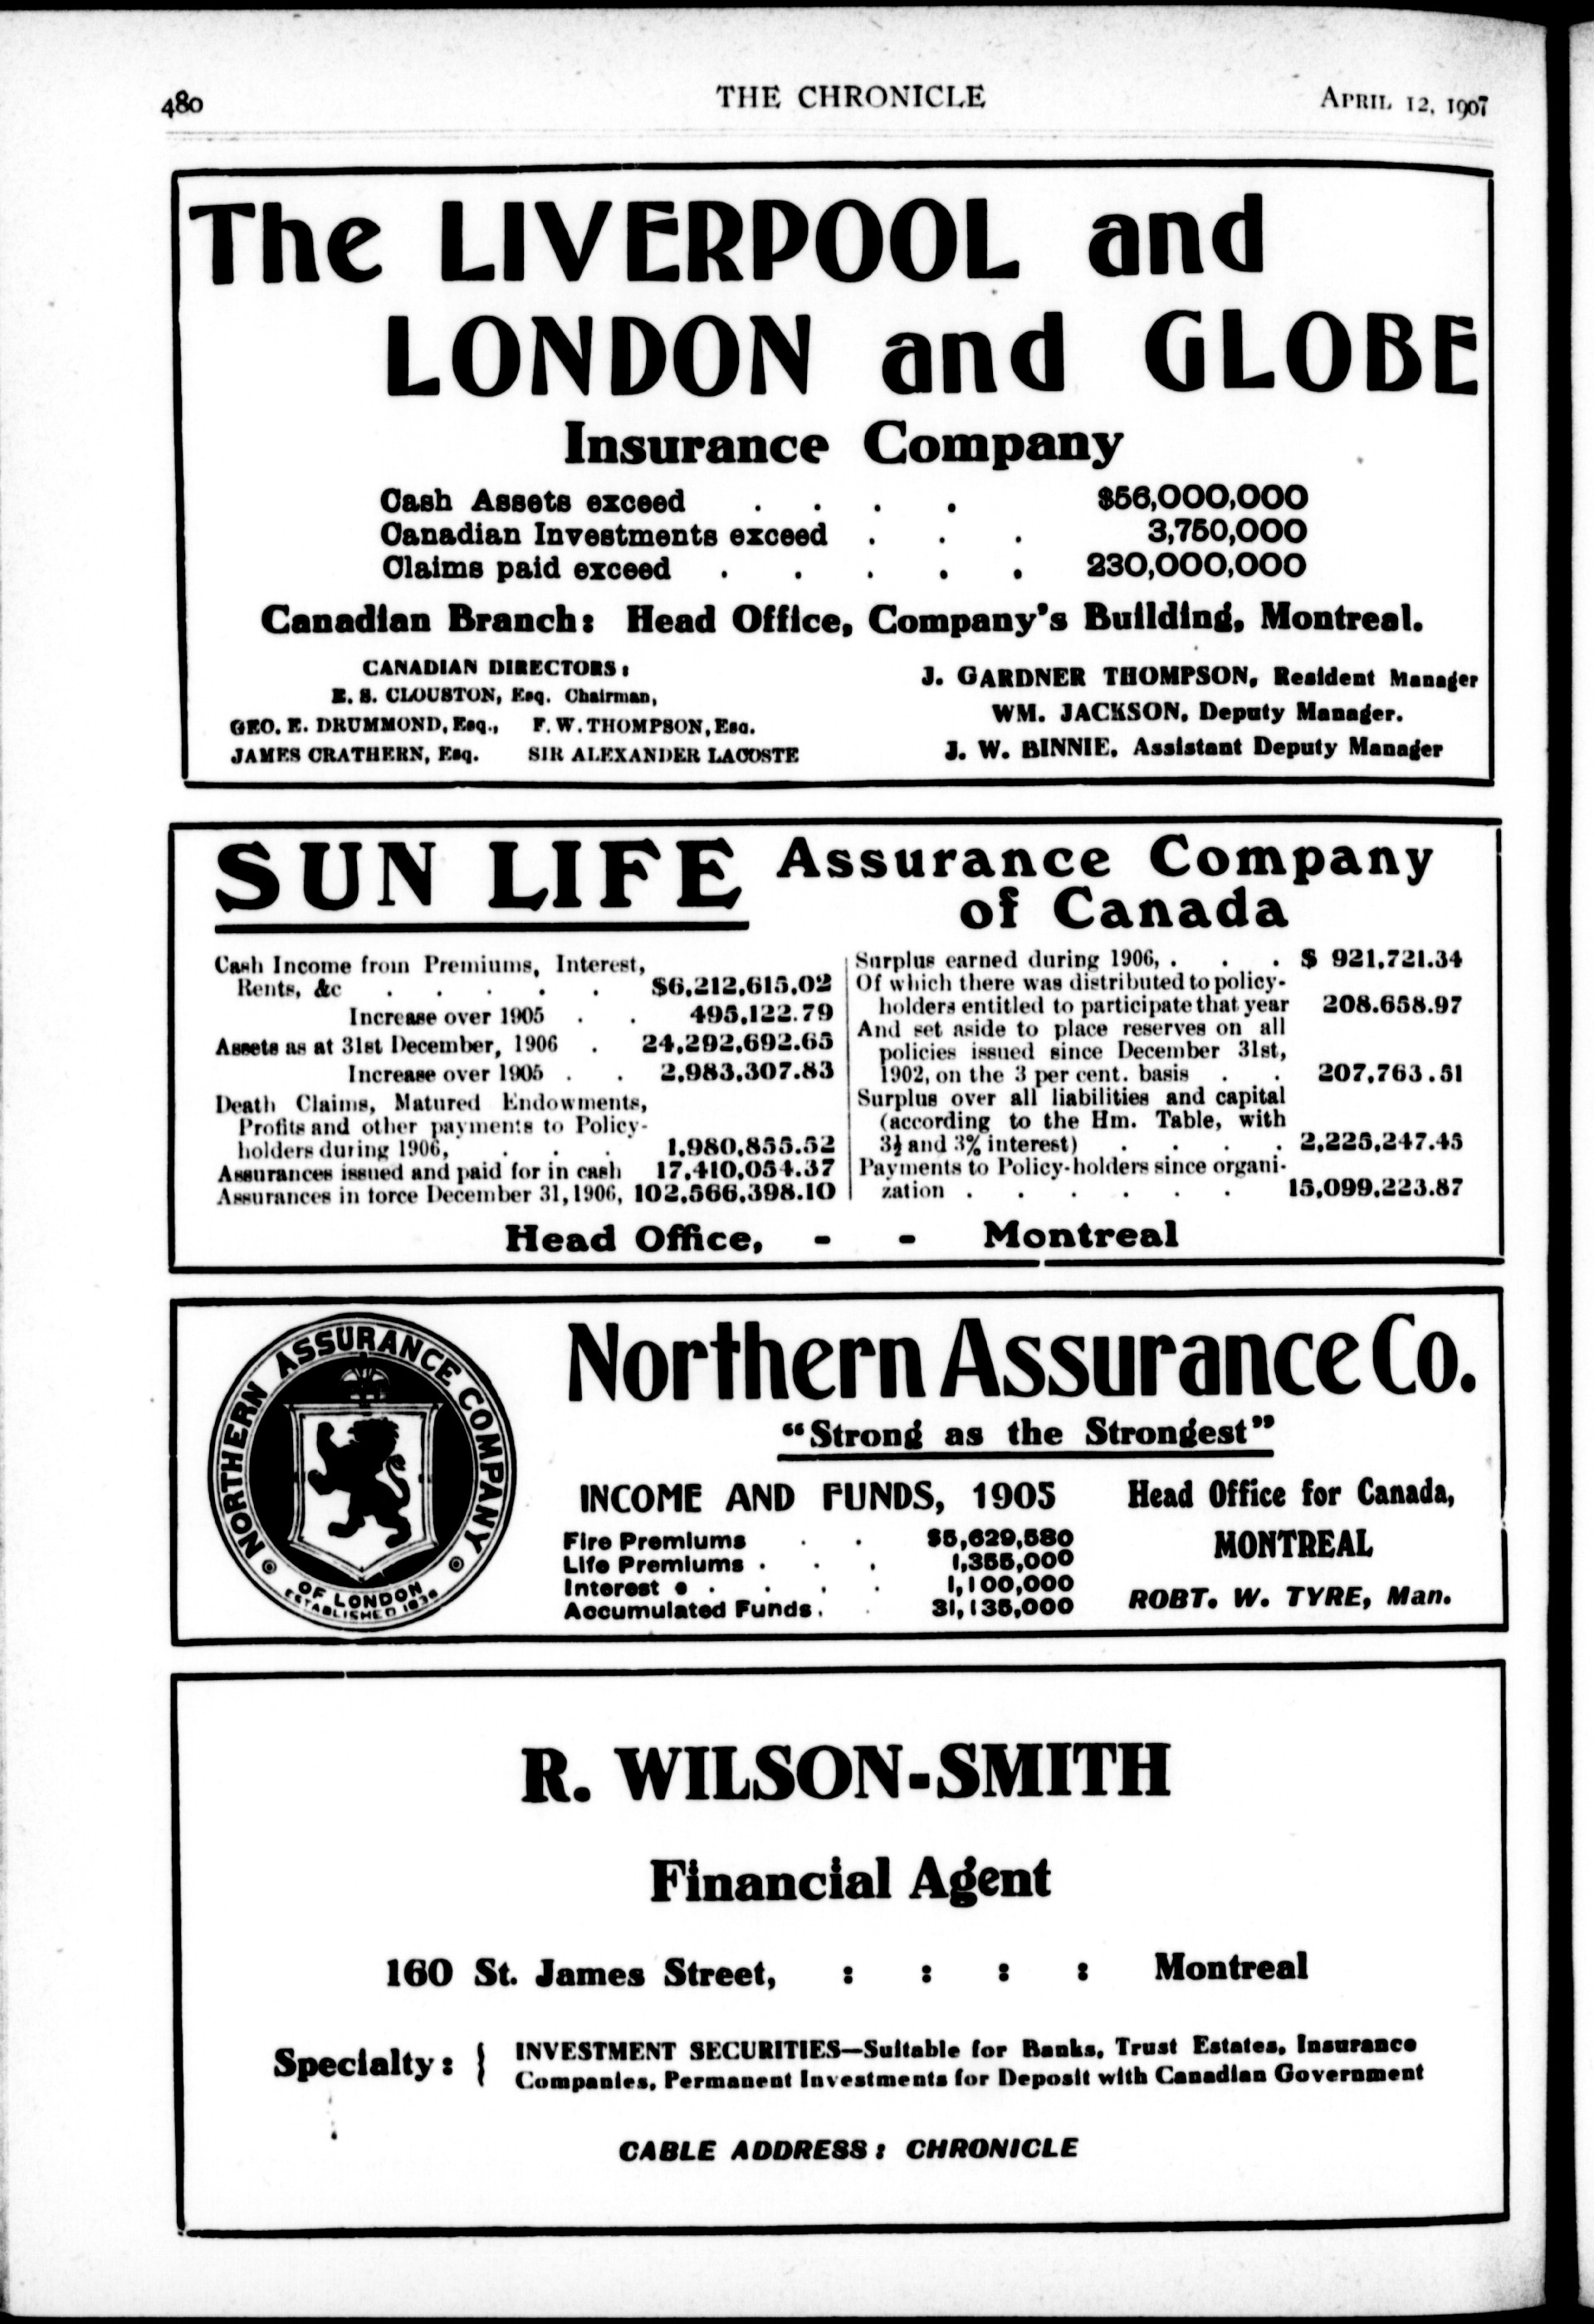 480 THE CHRONICLE APRIL 12, 1907
The LIVERPOOL and
LONDON and GLOBE
Insurance Company
Cash Assets exceed . . . . $56,000,000
Canadian Investments exceed . . . 3,750,000
Claims paid exceed . . . . . 230,000,000
Canadian Branch: Head Office, Company's Building, Montreal.
CANADIAN DIRECTORS:
E. S. CLOUSTON, Esq. Chairman,
GEO. E. DRUMMOND, Esq., F. W. THOMPSON, Esq.
JAMES CRATHERN, Esq. SIR ALEXANDER LACOSTE
J. GARDNER THOMPSON, Resident Manager
WM. JACKSON, Deputy Manager.
J. W. BINNIE, Assistant Deputy Manager
SUN LIFE Assurance Company
of Canada
Cash Income from Premiums, Interest,
Rents, &c . . . . . $6,212,615.02
Increase over 1905 . . 495,122.79
Assets as at 31st December, 1906 . 24,292,692.65
Increase over 1905 . . 2,983,307.83
Death Claims, Matured Endowments,
Profits and other payments to Policy-
holders during 1906, . . . 1,980,855.52
Assurances issued and paid for in cash 17,410,054.37
Assurances in force December 31, 1906, 102,566,398.10
Surplus earned during 1906, . . . $ 921,721.34
Of which there was distributed to policy-
holders entitled to participate that year 208.658.97
And set aside to place reserves on all
policies issued since December 31st,
1902, on the 3 per cent. basis . . 207,763.51
Surplus over all liabilities and capital
(according to the Hm. Table, with
3½ and 3% interest) . . . . 2,225,247.45
Payments to Policy-holders since organi-
zation . . . . . . 15,099,223.87
Head Office, - - Montreal
NORTHERN ASSURANCE COMPANY
OF LONDON
ESTABLISHED 1836
Northern Assurance Co.
"Strong as the Strongest"
INCOME AND FUNDS, 1905
Fire Premiums . . $5,629,580
Life Premiums . . . 1,355,000
Interest . . . . 1,100,000
Accumulated Funds . . 31,135,000
Head Office for Canada,
MONTREAL
ROBT. W. TYRE, Man.
R. WILSON-SMITH
Financial Agent
160 St. James Street, : : : : Montreal
Specialty: { INVESTMENT SECURITIES—Suitable for Banks, Trust Estates, Insurance
Companies, Permanent Investments for Deposit with Canadian Government
CABLE ADDRESS: CHRONICLE